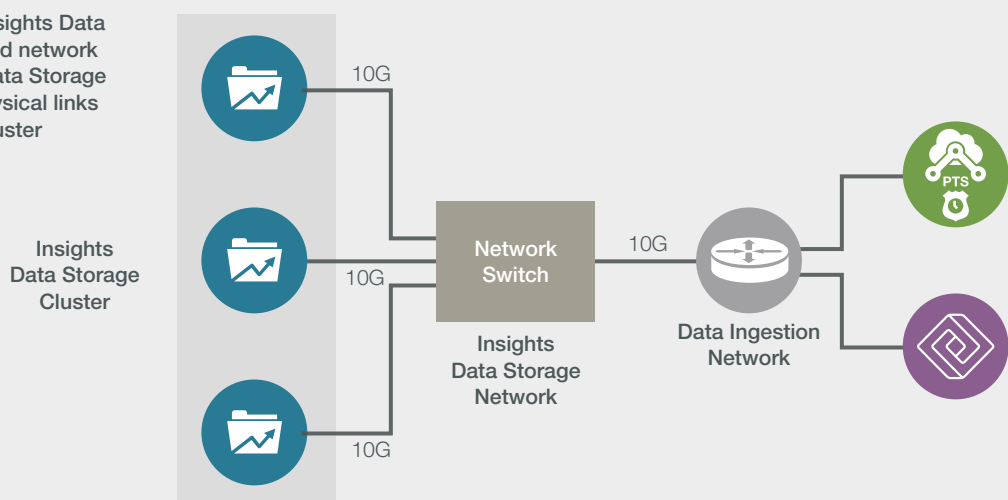 sights Data
d network
ata Storage
ysical links
uster
10G
Insights
Data Storage
Cluster
10G
Network
Switch
10G
Insights
Data Storage
Network
Data Ingestion
Network
PTS
10G